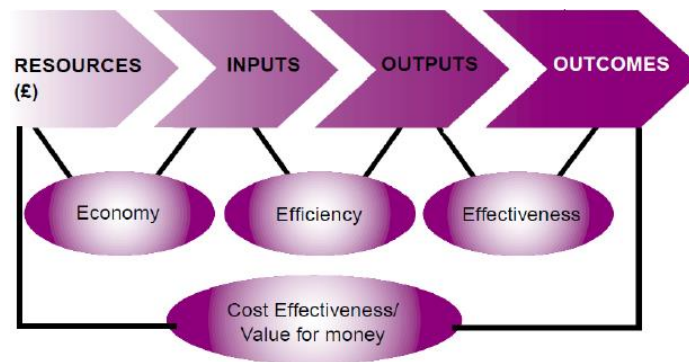 RESOURCES
(£)
INPUTS
OUTPUTS
OUTCOMES
Economy
Efficiency
Effectiveness
Cost Effectiveness/
Value for money